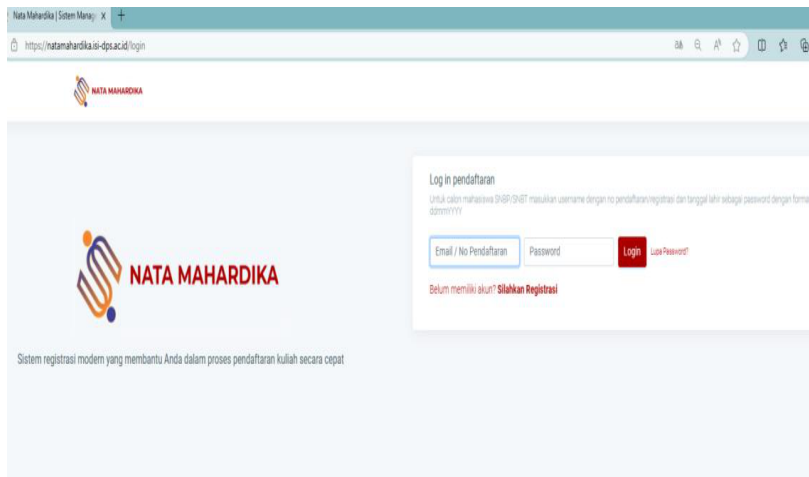 Nata Mahardika | Sistem Manag
https://natamahardika.isi-dps.ac.id/login
NATA MAHARDIKA
Log in pendaftaran
Untuk calon mahasiswa SNBP/SNBT masukkan username dengan no pendaftaran/registrasi dan tanggal lahir sebagai password dengan forma
ddmmYYYY
Email / No Pendaftaran Password Login Lupa Password?
Belum memiliki akun? Silahkan Registrasi
NATA MAHARDIKA
Sistem registrasi modern yang membantu Anda dalam proses pendaftaran kuliah secara cepat